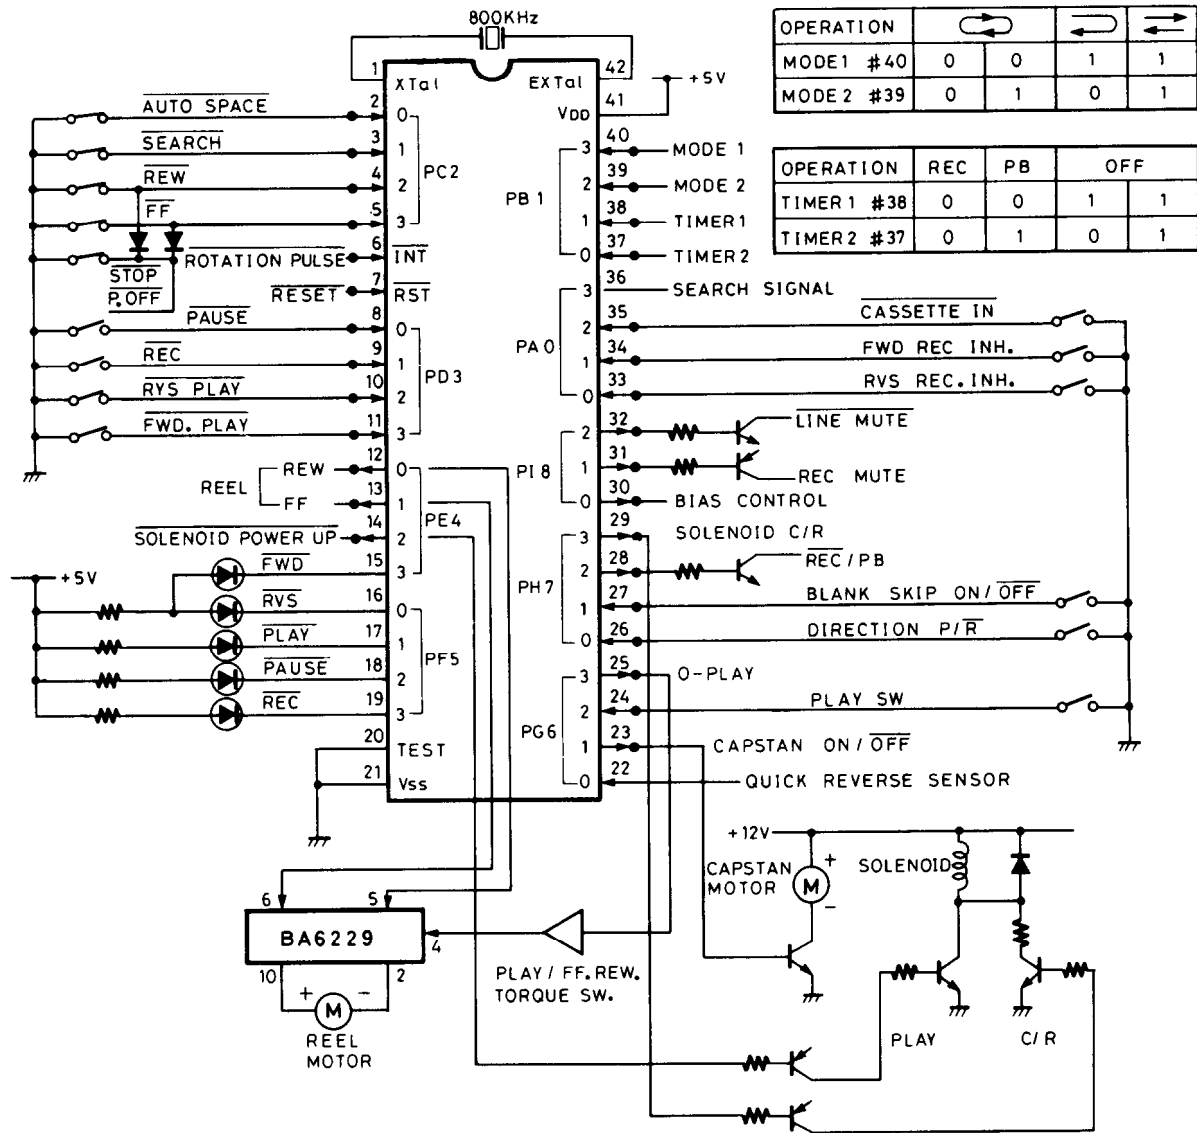 800KHz
OPERATION
MODE1 #40 0 0 1 1
MODE2 #39 0 1 0 1
OPERATION REC PB OFF
TIMER1 #38 0 0 1 1
TIMER2 #37 0 1 0 1
1 XTal
EXTal 42
VDD 41
+5V
AUTO SPACE 2 0
SEARCH 3 1
REW 4 2
FF 5 3
PC2
STOP
P.OFF
ROTATION PULSE 6 INT
RESET 7 RST
PAUSE 8 0
REC 9 1
RYS PLAY 10 2
FWD. PLAY 11 3
PD3
REEL
REW 12 0
FF 13 1
SOLENOID POWER UP 14 2
FWD 15 3
PE4
+5V
RVS 16 0
PLAY 17 1
PAUSE 18 2
REC 19 3
PF5
20 TEST
21 Vss
PB1
3 40 MODE 1
2 39 MODE 2
1 38 TIMER1
0 37 TIMER2
PA0
3 36 SEARCH SIGNAL
2 35 CASSETTE IN
1 34 FWD REC INH.
0 33 RVS REC.INH.
PI8
2 32 LINE MUTE
1 31 REC MUTE
0 30 BIAS CONTROL
PH7
3 29 SOLENOID C/R
2 28 REC/PB
1 27 BLANK SKIP ON/OFF
0 26 DIRECTION P/R
PG6
3 25 O-PLAY
2 24 PLAY SW
1 23 CAPSTAN ON/OFF
0 22 QUICK REVERSE SENSOR
+12V
CAPSTAN
MOTOR
+
M
-
SOLENOID
6 5
BA6229
4
10 2
+ -
M
REEL
MOTOR
PLAY / FF.REW.
TORQUE SW.
PLAY
C/R